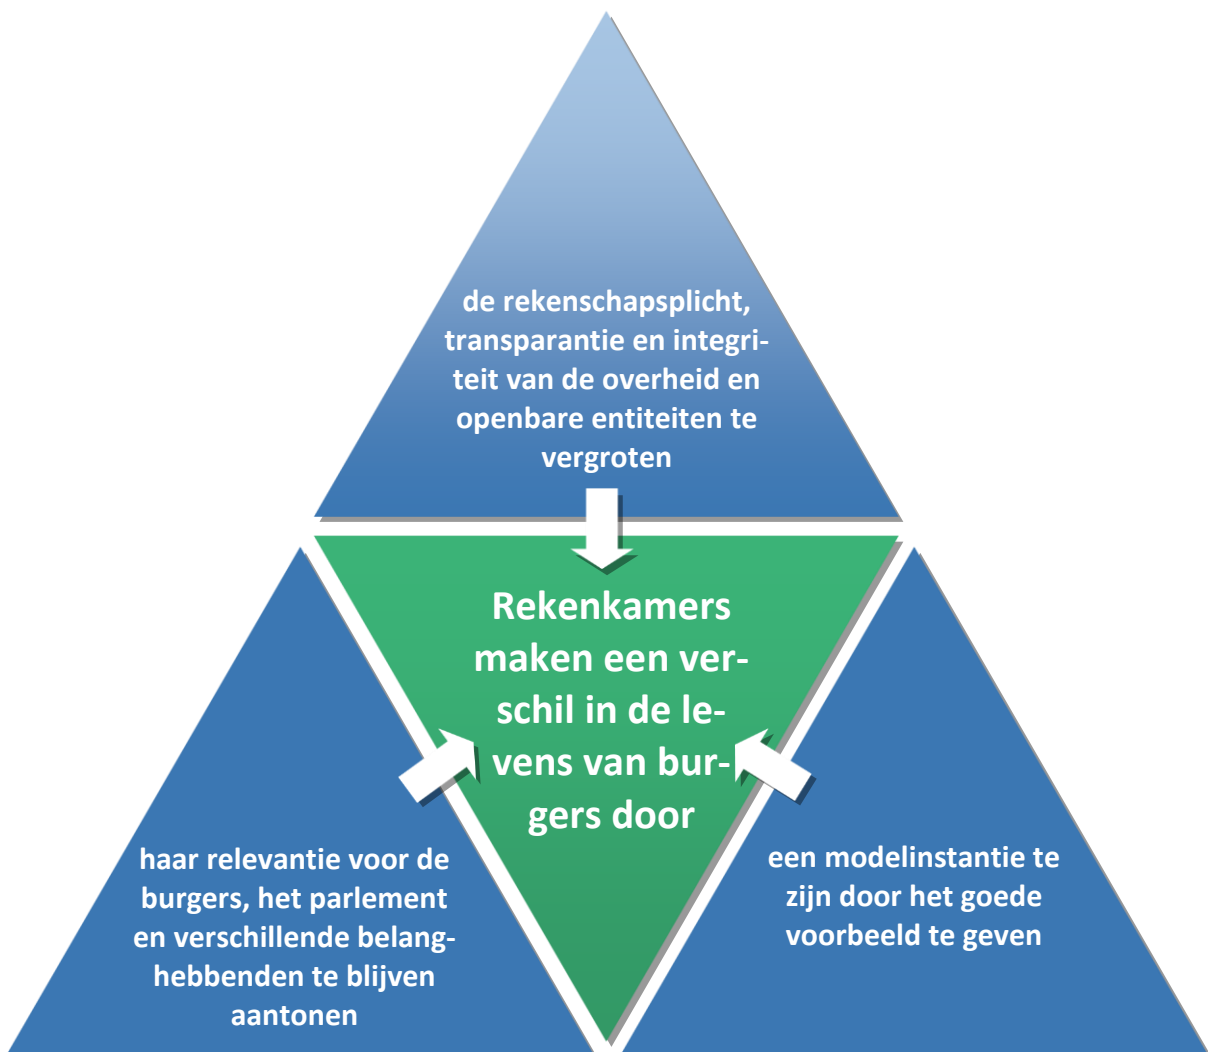 de rekenschapsplicht,
transparantie en integri-
teit van de overheid en
openbare entiteiten te
vergroten
Rekenkamers
maken een ver-
schil in de le-
vens van bur-
gers door
haar relevantie voor de
burgers, het parlement
en verschillende belang-
hebbenden te blijven
aantonen
een modelinstantie te
zijn door het goede
voorbeeld te geven